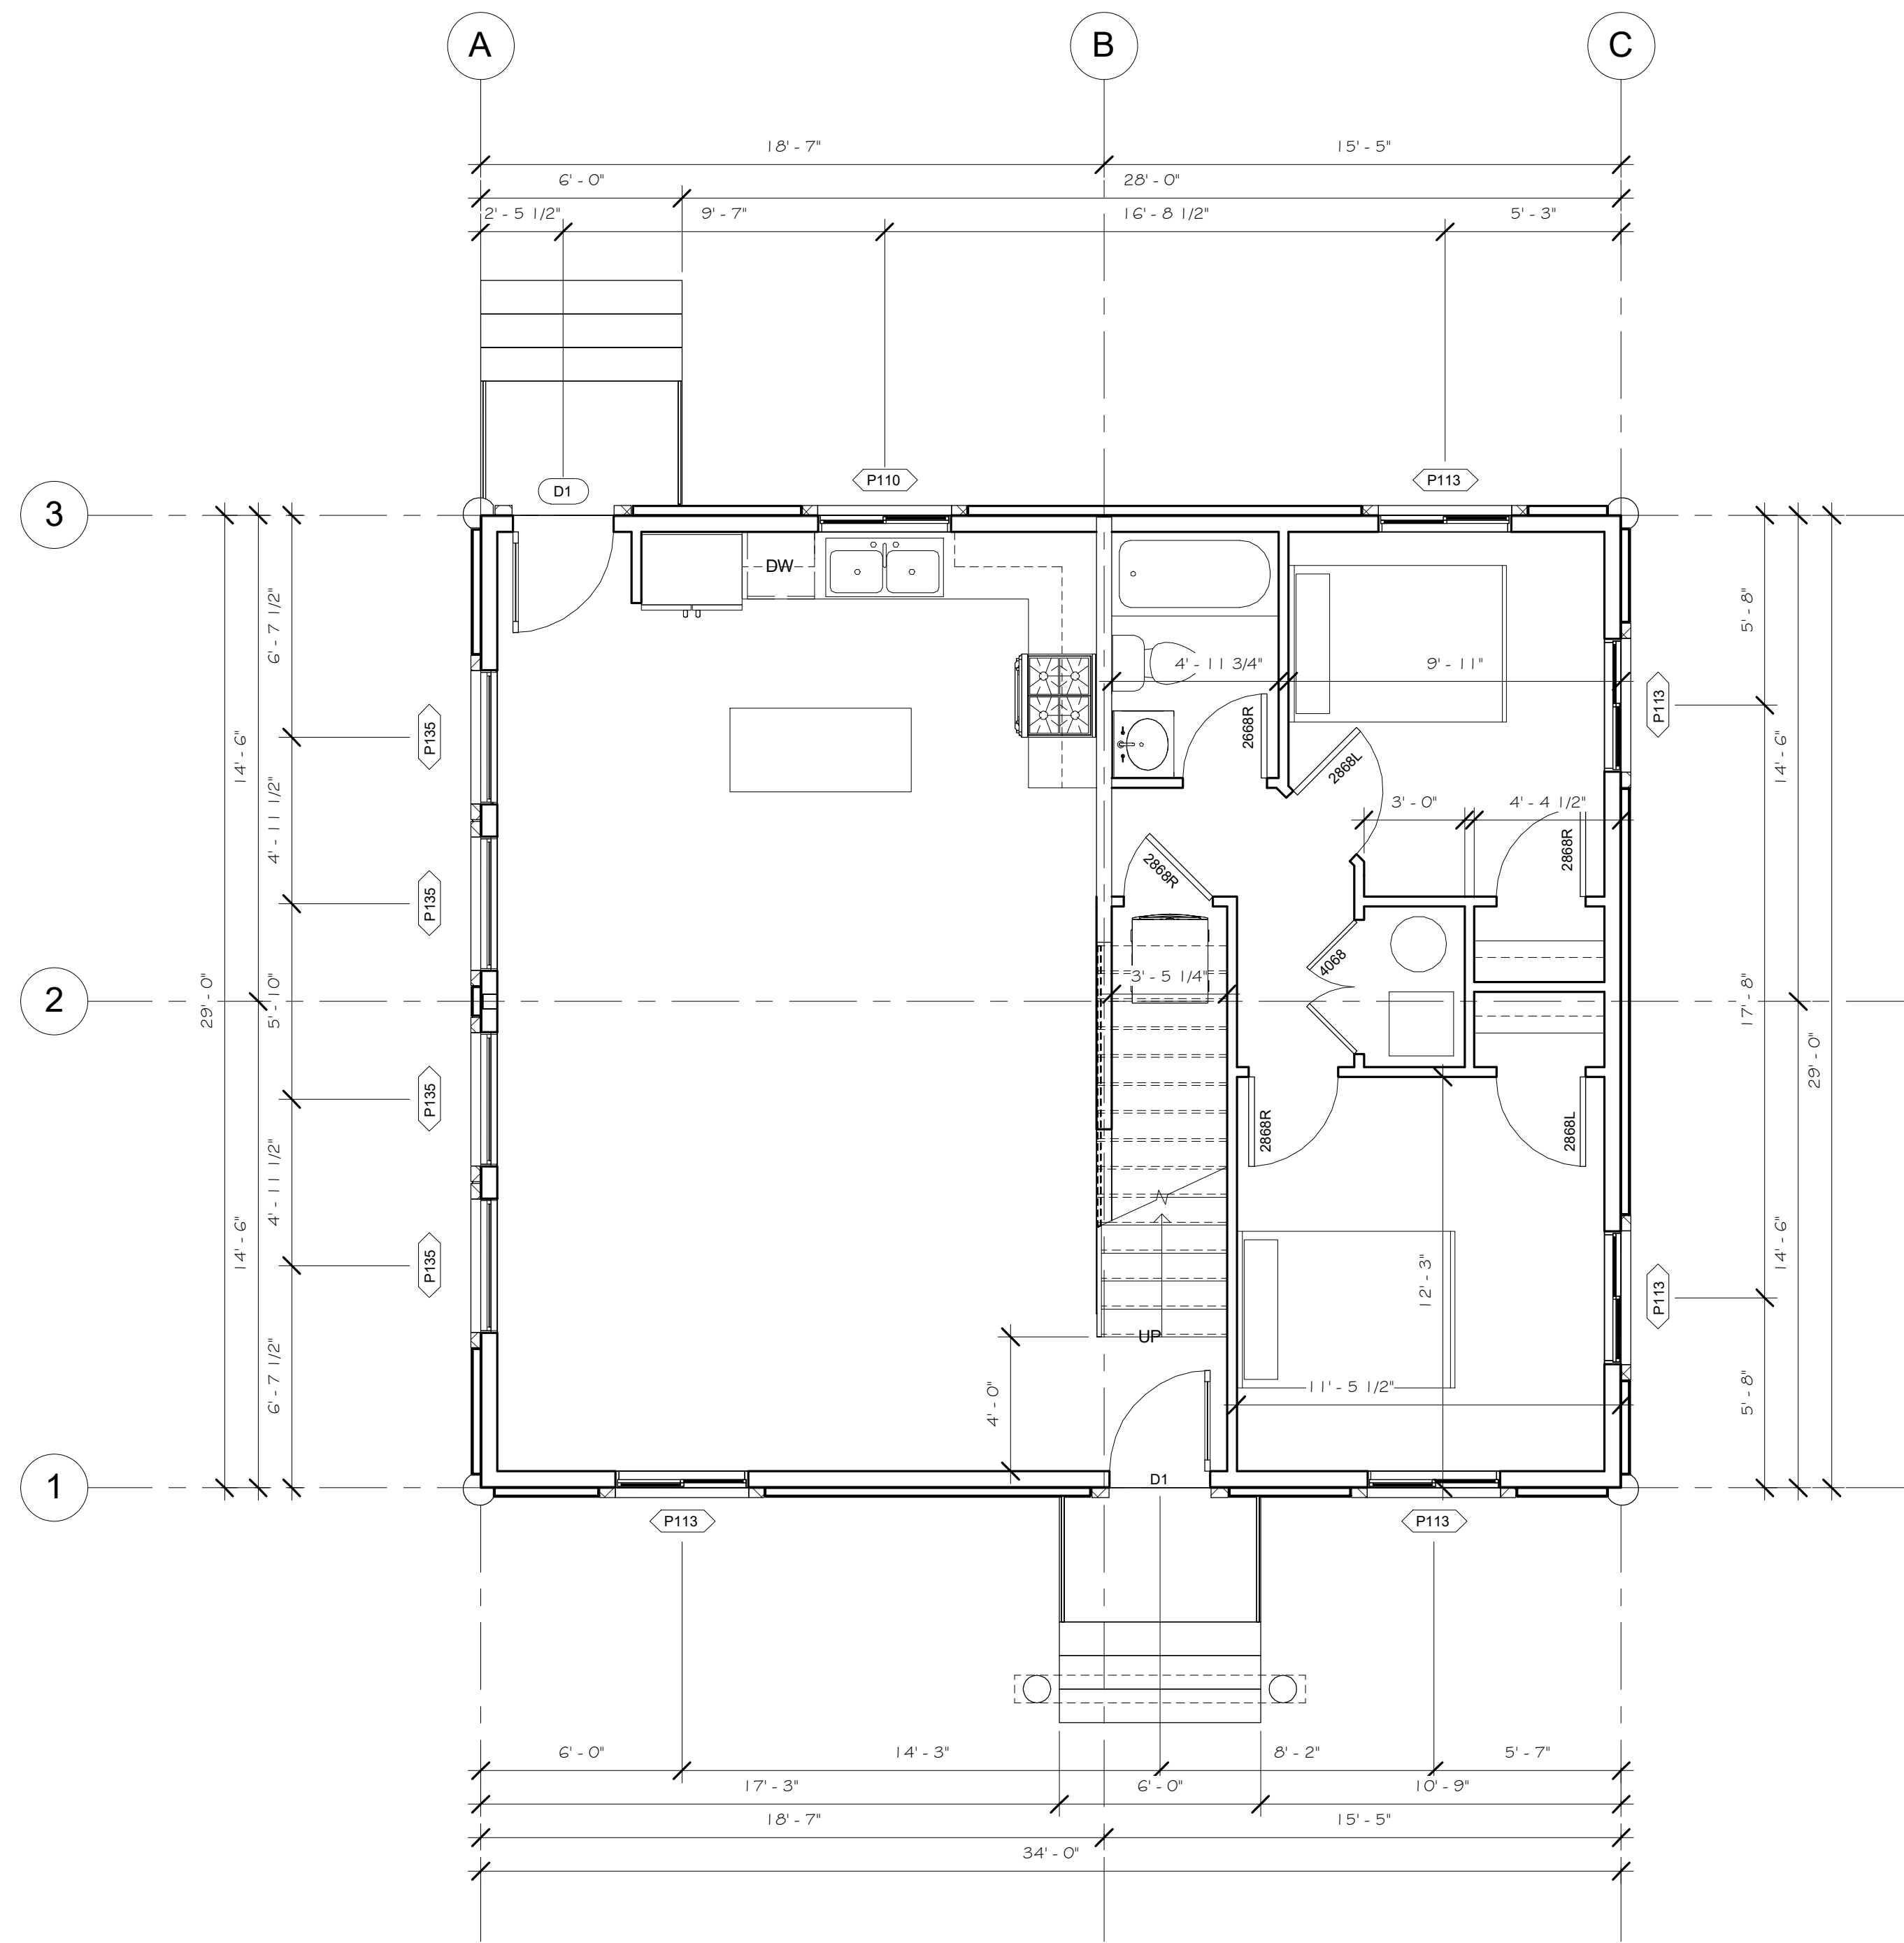 A B C
18' - 7" 15' - 5"
6' - 0" 28' - 0"
2' - 5 1/2" 9' - 7" 16' - 8 1/2" 5' - 3"
P110 P113
D1
3
DW
6' - 7 1/2"
5' - 8"
4' - 11 3/4" 9' - 11"
P113
2668R
P135
14' - 6"
14' - 6"
2868L
3' - 0" 4' - 4 1/2"
4' - 11 1/2"
2868R
2868R
P135
4068
3' - 5 1/4"
2
29' - 0"
5' - 10"
17' - 8"
29' - 0"
P135
2868R
2868L
4' - 11 1/2"
14' - 6"
14' - 6"
P135
12' - 3"
P113
UP
6' - 7 1/2"
4' - 0"
11' - 5 1/2"
5' - 8"
1
D1
P113 P113
6' - 0" 14' - 3" 8' - 2" 5' - 7"
17' - 3" 6' - 0" 10' - 9"
18' - 7" 15' - 5"
34' - 0"